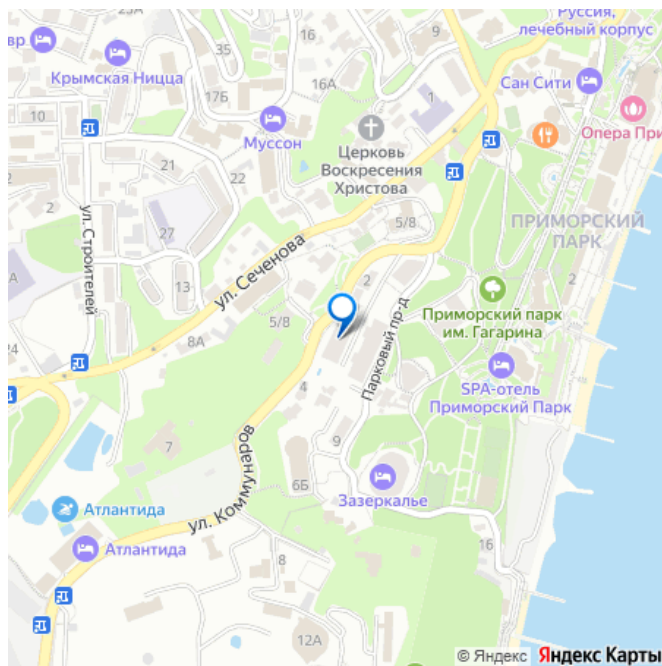 23А
6
9
Руссия,
лечебный корпус
вр
Крымская Ницца
16
16А
Сан Сити
10
17Б
Муссон
1
Опера При
Церковь
Воскресения
Христова
21
22
2
ул. Строителей
27
5/8
ПРИМОРСКИЙ
ПАРК
ул. Сеченова
13
2
2
Приморский парк
им. Гагарина
5/8
8А
24
Парковый пр-д
4
SPA-отель
Приморский Парк
7
9
ул. Коммунаров
6Б
Зазеркалье
Атлантида
Атлантида
16
8
12А
© Яндекс Яндекс Карты